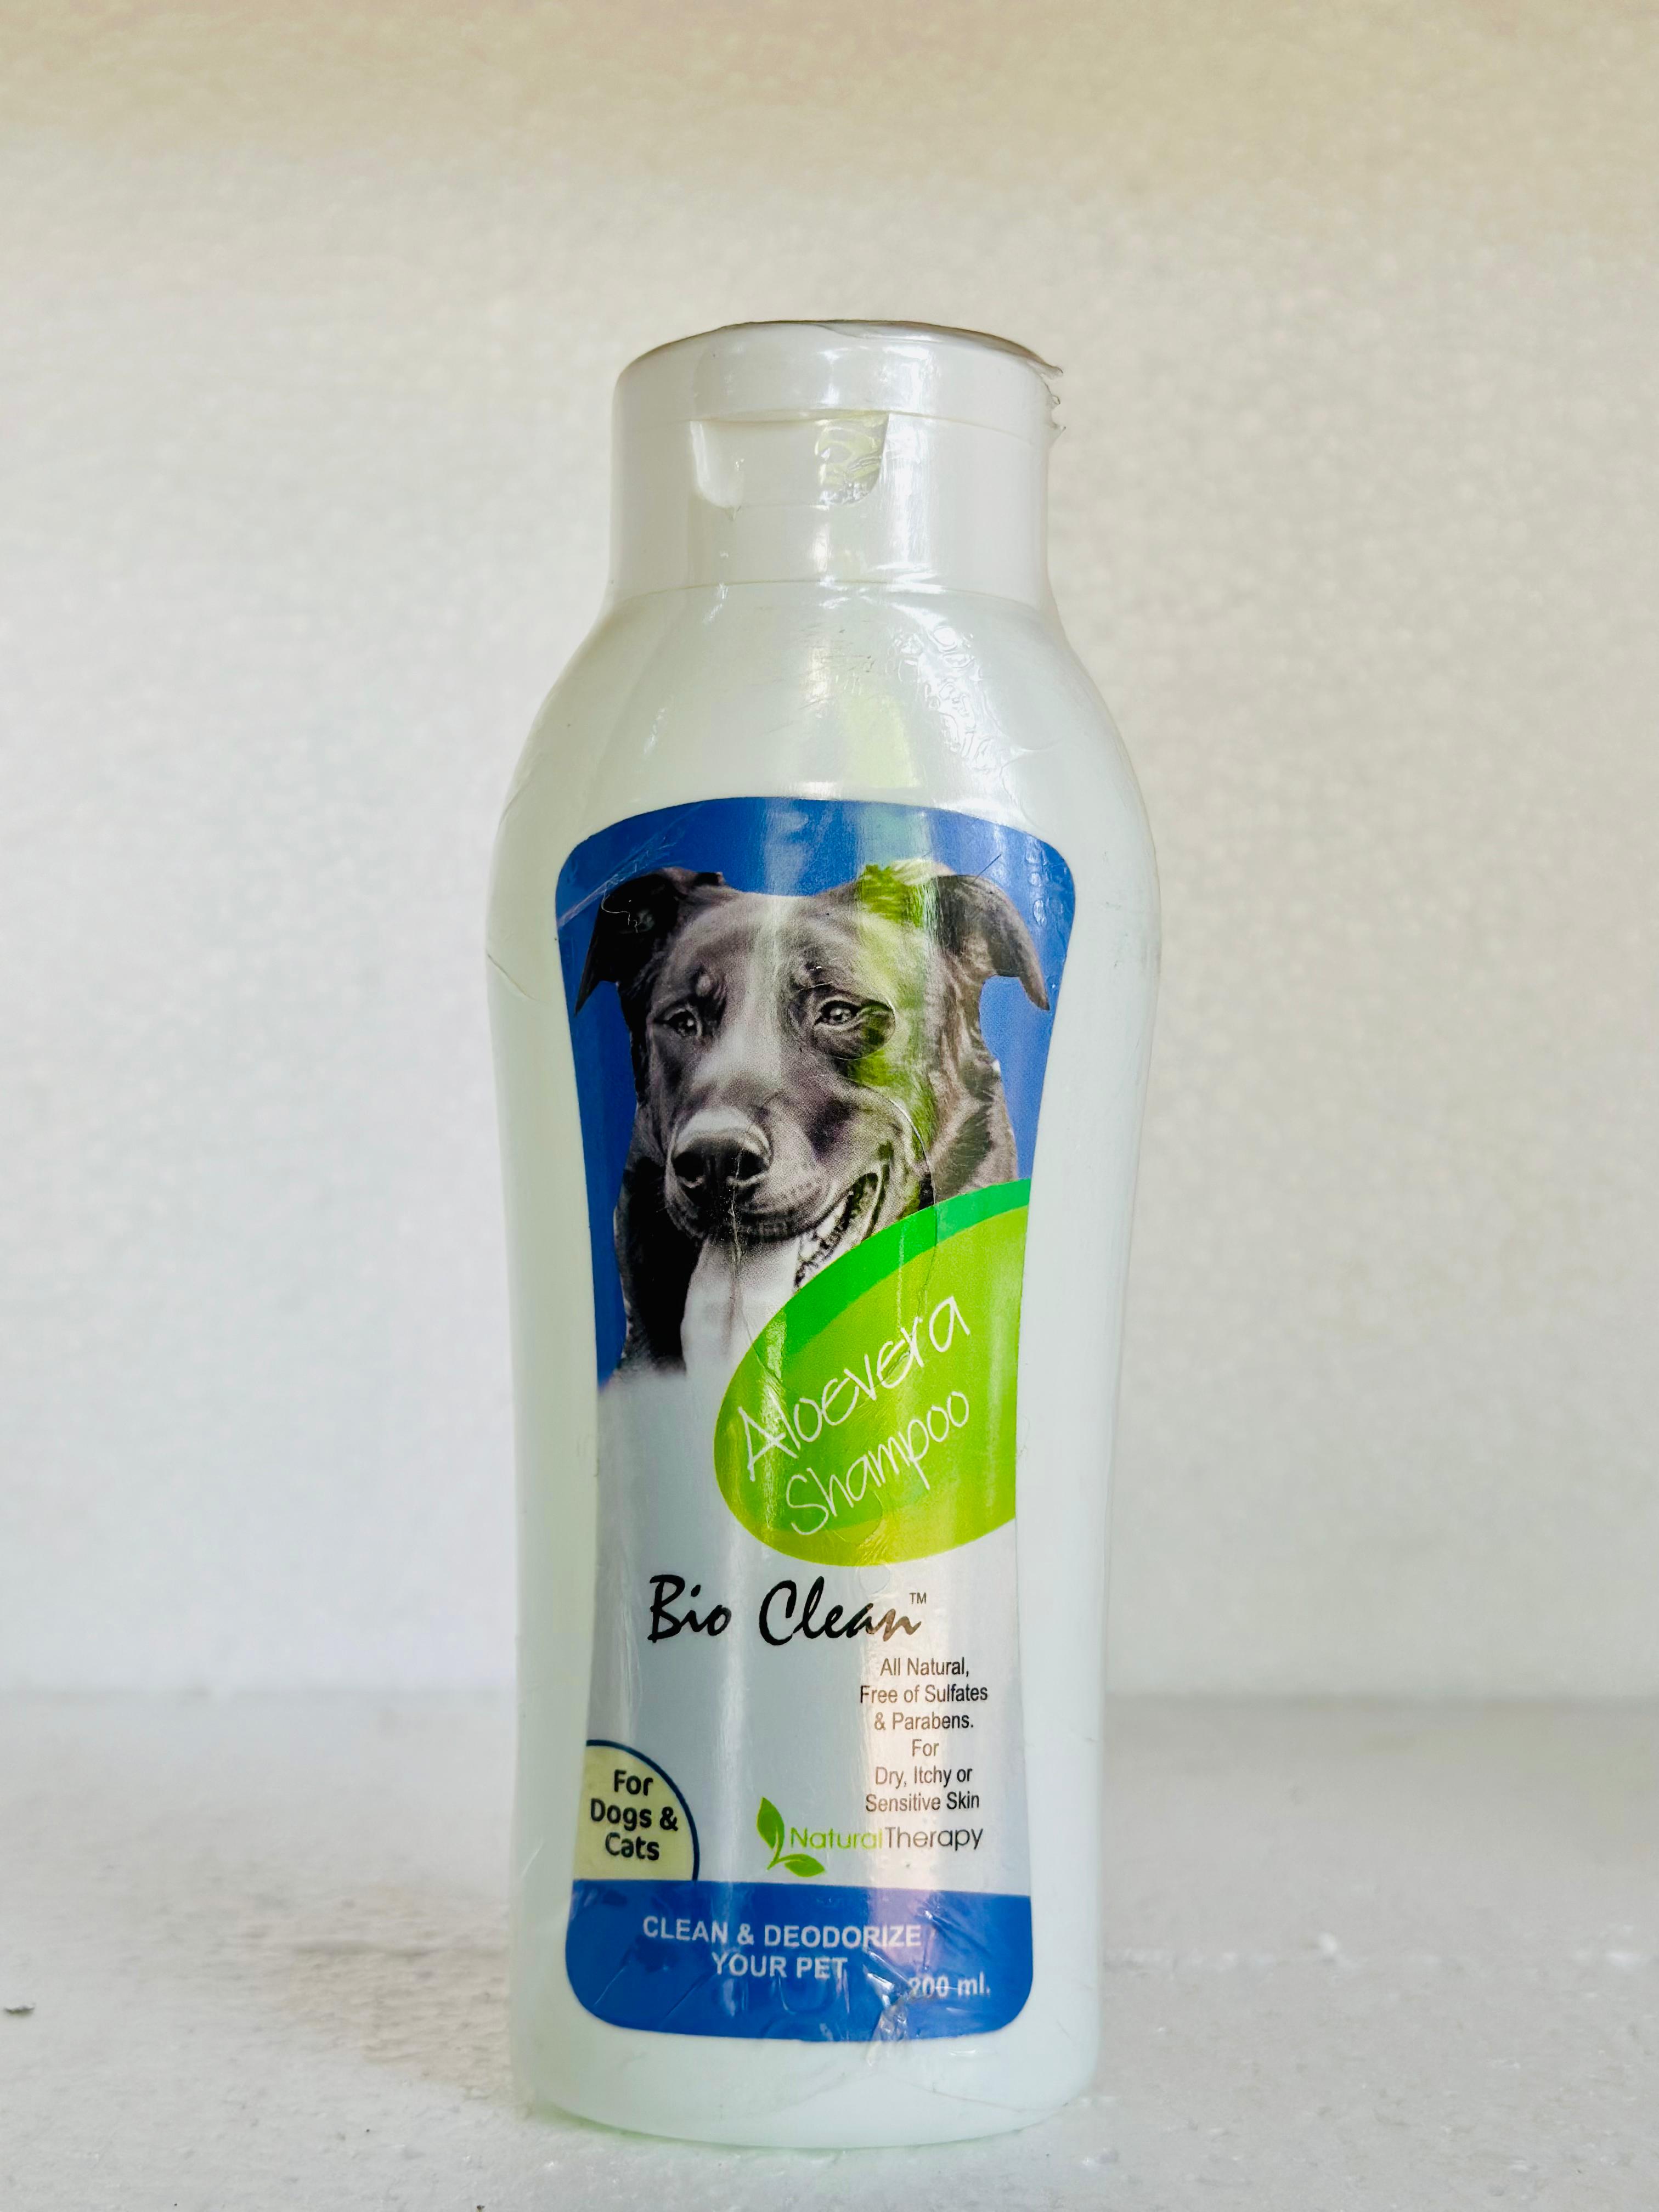 Aloevera
Shampoo
Bio Clean™
All Natural,
Free of Sulfates
& Parabens.
For
Dry, Itchy or
Sensitive Skin
For
Dogs &
Cats
NaturalTherapy
CLEAN & DEODORIZE
YOUR PET
200 ml.